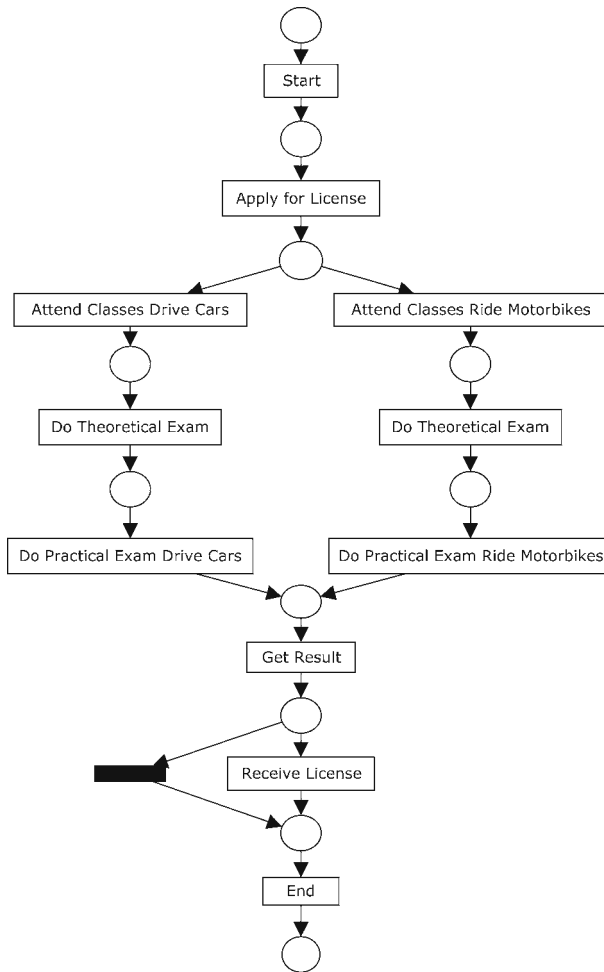 Start
Apply for License
Attend Classes Drive Cars
Attend Classes Ride Motorbikes
Do Theoretical Exam
Do Theoretical Exam
Do Practical Exam Drive Cars
Do Practical Exam Ride Motorbikes
Get Result
Receive License
End